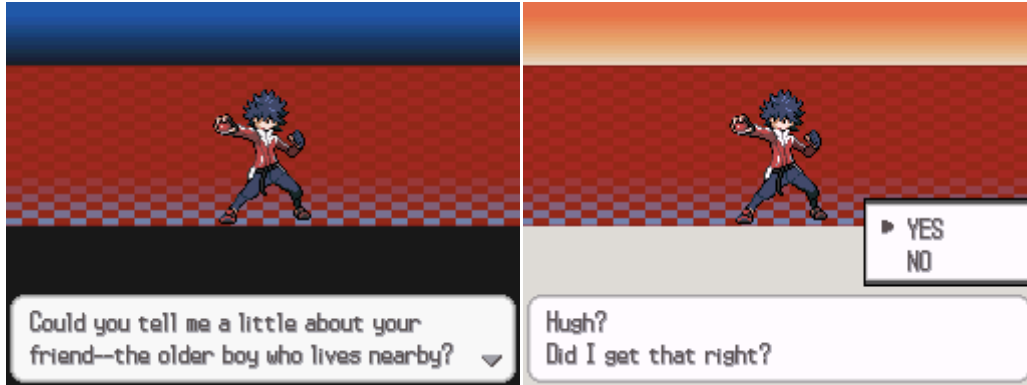 Could you tell me a little about your
friend--the older boy who lives nearby?
YES
NO
Hugh?
Did I get that right?